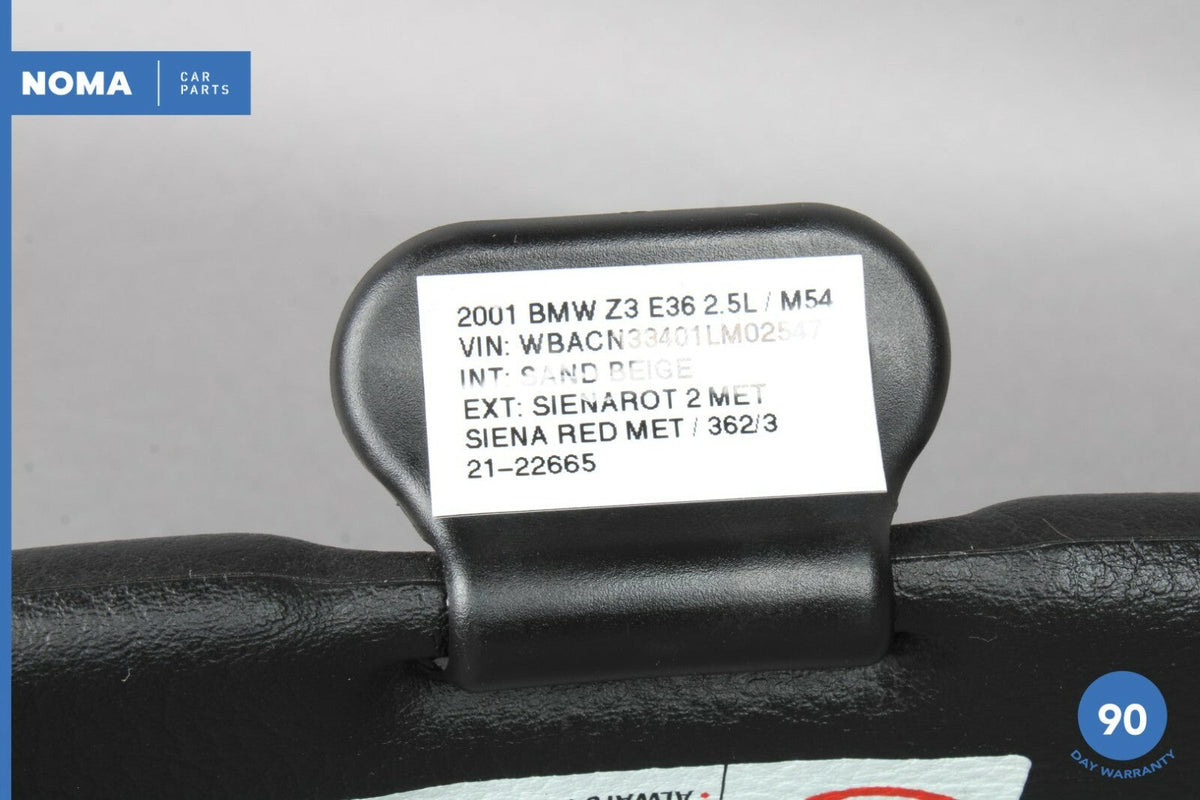 NOMA
CAR
PARTS
2001 BMW Z3 E36 2.5L / M54
VIN: WBACN33401LM02547
INT: SAND BEIGE
EXT: SIENAROT 2 MET
SIENA RED MET / 362/3
21-22665
90
DAY WARRANTY
• ALWAYS